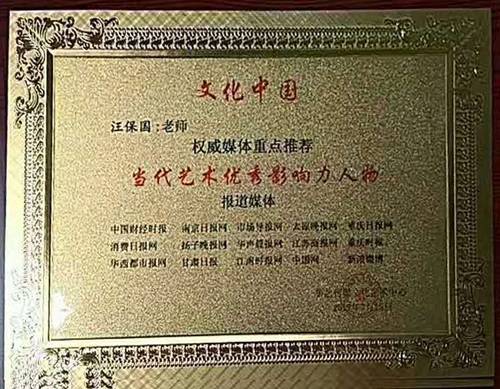 文化中国
汪保国:老师
权威媒体重点推荐
当代艺术优秀影响力人物
报道媒体
中国财经时报 南京日报网 市场导报网 太原晚报网 重庆日报网
消费日报网 扬子晚报网 华声晨报网 江苏商报网 重庆时报
华西都市报网 甘肃日报 江南时报网 中国网 新浪微博